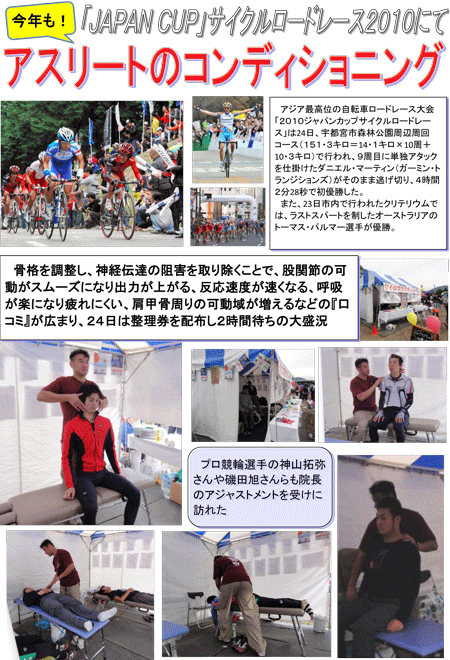 今年も！
「JAPAN CUP」サイクルロードレース2010にて
アスリートのコンディショニング
アジア最高位の自転車ロードレース大会
「２０１０ジャパンカップサイクルロードレー
ス」は24日、宇都宮市森林公園周辺周回
コース（１５１・３キロ＝１４・１キロ×１０周＋
１０・３キロ）で行われ、９周目に単独アタック
を仕掛けたダニエル・マーティン（ガーミン・ト
ランジションズ）がそのまま逃げ切り、４時間
２分28秒で初優勝した。
また、23日市内で行われたクリテリウムで
は、ラストスパートを制したオーストラリアの
トーマス・パルマー選手が優勝。
骨格を調整し、神経伝達の阻害を取り除くことで、股関節の可
動がスムーズになり出力が上がる、反応速度が速くなる、呼吸
が楽になり疲れにくい、肩甲骨周りの可動域が増えるなどの『口
コミ』が広まり、２４日は整理券を配布し２時間待ちの大盛況
プロ競輪選手の神山拓弥
さんや磯田旭さんらも院長
のアジャストメントを受けに
訪れた